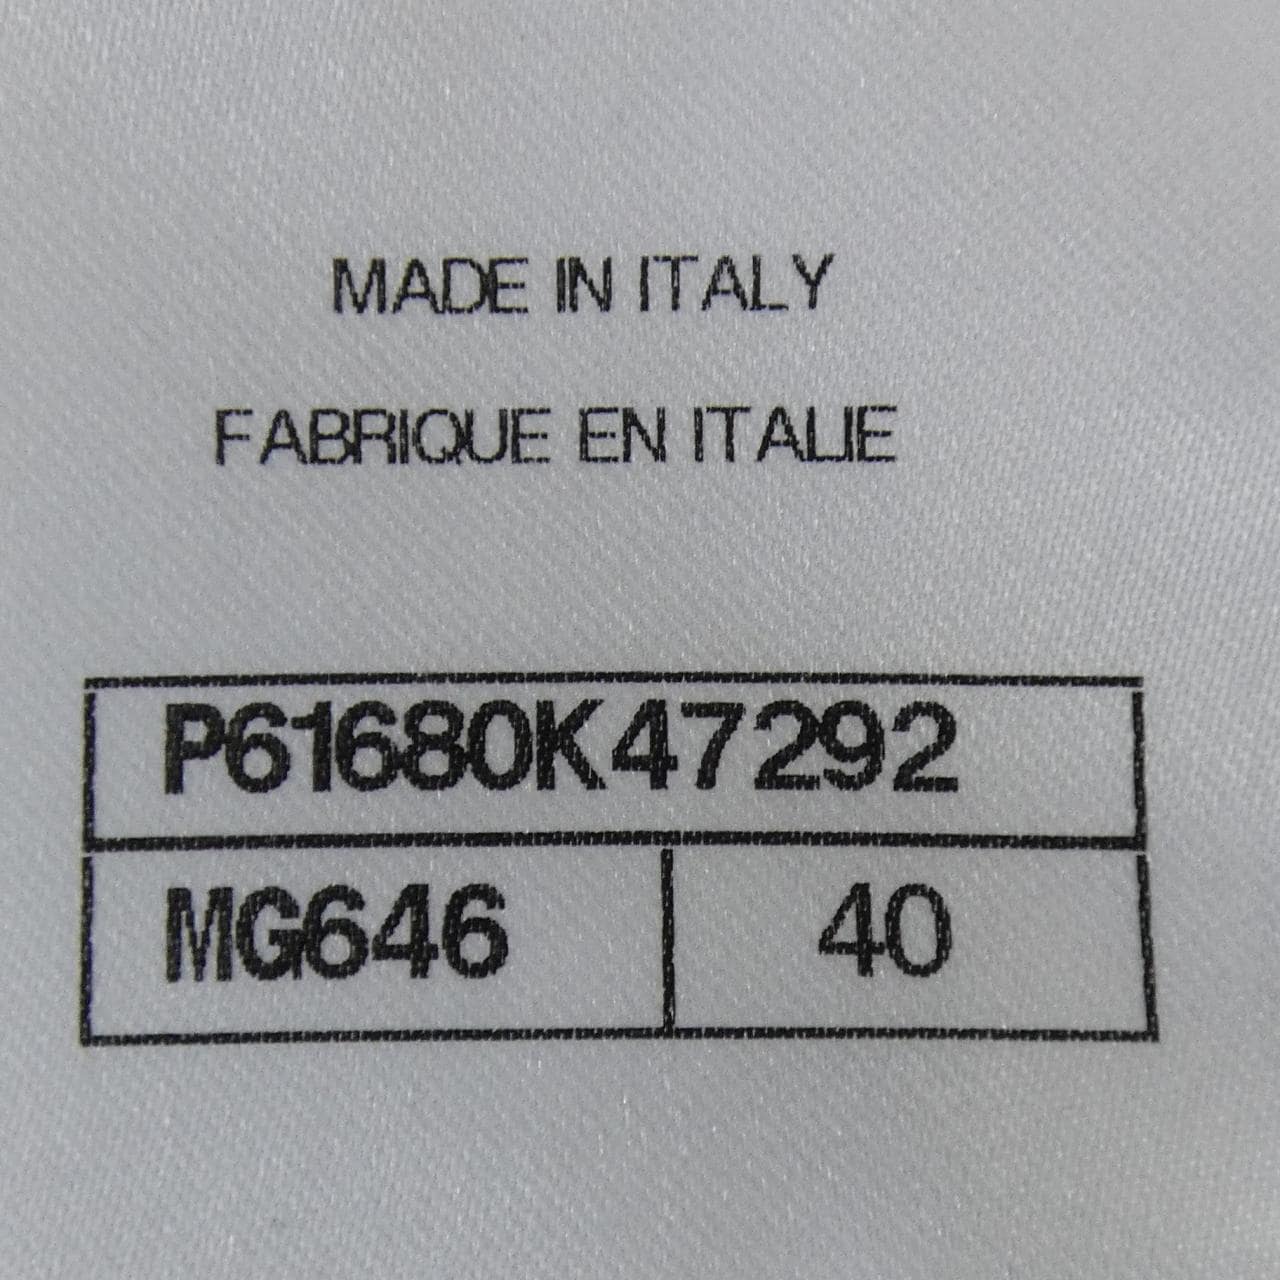 MADE IN ITALY
FABRIQUE EN ITALIE
P61680K47292
MG646 40